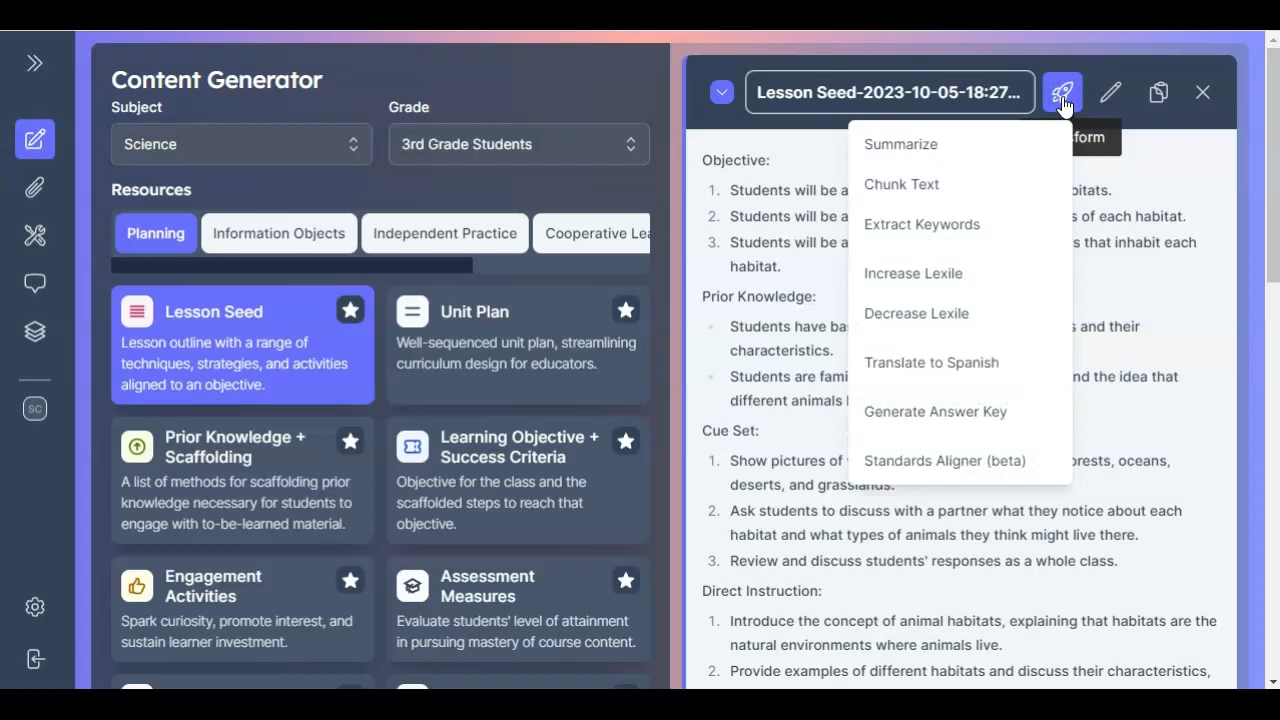 Content Generator
Subject
Grade
Science
3rd Grade Students
Resources
Planning
Information Objects
Independent Practice
Cooperative Lea
Lesson Seed
Lesson outline with a range of
techniques, strategies, and activities
aligned to an objective.
Unit Plan
Well-sequenced unit plan, streamlining
curriculum design for educators.
Prior Knowledge +
Scaffolding
A list of methods for scaffolding prior
knowledge necessary for students to
engage with to-be-learned material.
Learning Objective +
Success Criteria
Objective for the class and the
scaffolded steps to reach that
objective.
Engagement
Activities
Spark curiosity, promote interest, and
sustain learner investment.
Assessment
Measures
Evaluate students' level of attainment
in pursuing mastery of course content.
SC
Lesson Seed-2023-10-05-18:27...
sform
Summarize
Chunk Text
Extract Keywords
Increase Lexile
Decrease Lexile
Translate to Spanish
Generate Answer Key
Standards Aligner (beta)
Objective:
1. Students will be a bitats.
2. Students will be a s of each habitat.
3. Students will be a s that inhabit each
habitat.
Prior Knowledge:
Students have ba s and their
characteristics.
Students are fami nd the idea that
different animals
Cue Set:
1. Show pictures of orests, oceans,
deserts, and grasslands.
2. Ask students to discuss with a partner what they notice about each
habitat and what types of animals they think might live there.
3. Review and discuss students' responses as a whole class.
Direct Instruction:
1. Introduce the concept of animal habitats, explaining that habitats are the
natural environments where animals live.
2. Provide examples of different habitats and discuss their characteristics,